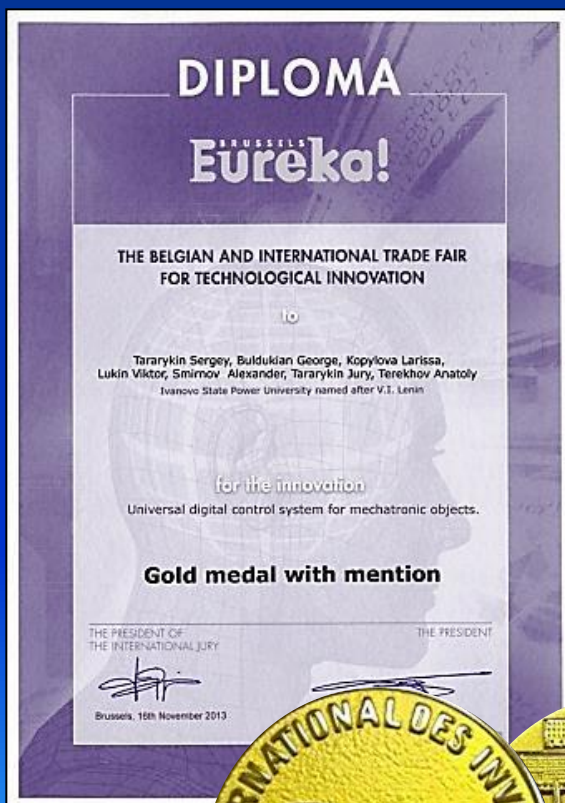 DIPLOMA
BRUSSELS
Eureka!
THE BELGIAN AND INTERNATIONAL TRADE FAIR
FOR TECHNOLOGICAL INNOVATION
to
Tararykin Sergey, Buldukian George, Kopylova Larissa,
Lukin Viktor, Smirnov Alexander, Tararykin Jury, Terekhov Anatoly
Ivanovo State Power University named after V.I. Lenin
for the innovation
Universal digital control system for mechatronic objects.
Gold medal with mention
THE PRESIDENT OF
THE INTERNATIONAL JURY
THE PRESIDENT
Brussels, 16th November 2013
RNATIONAL DES INV